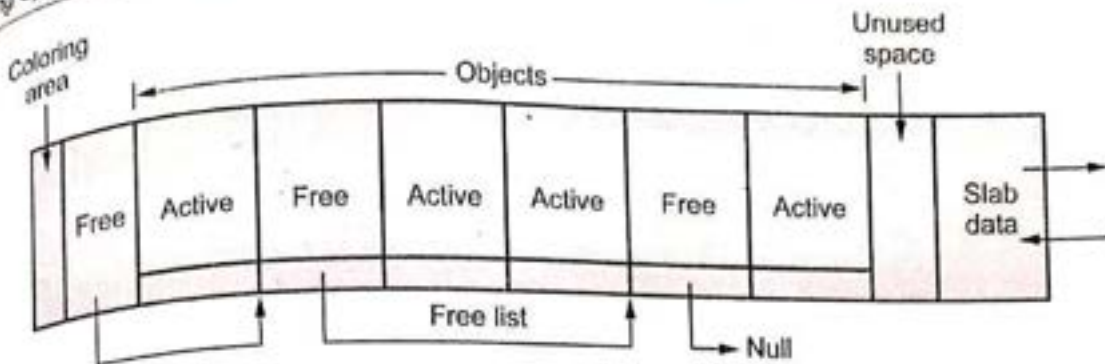 Coloring
area
Objects
Unused
space
Free
Active
Free
Active
Active
Free
Active
Slab
data
Free list
Null